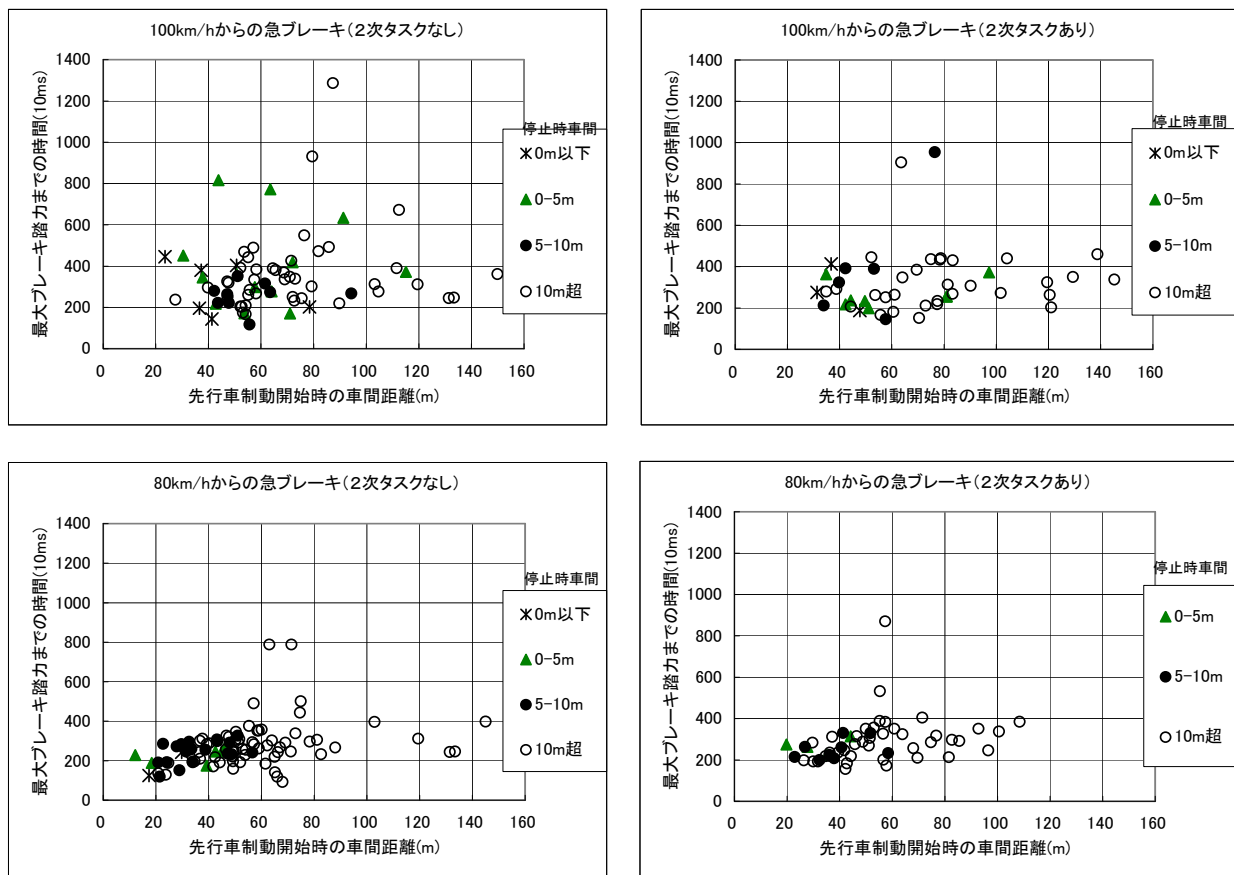 100km/hからの急ブレーキ(2次タスクなし)
最大ブレーキ踏力までの時間(10ms)
1400
1200
1000
800
600
400
200
0
0 20 40 60 80 100 120 140 160
先行車制動開始時の車間距離(m)
停止時車間
0m以下
0-5m
5-10m
10m超
100km/hからの急ブレーキ(2次タスクあり)
最大ブレーキ踏力までの時間(10ms)
1400
1200
1000
800
600
400
200
0
0 20 40 60 80 100 120 140 160
先行車制動開始時の車間距離(m)
停止時車間
0m以下
0-5m
5-10m
10m超
80km/hからの急ブレーキ(2次タスクなし)
最大ブレーキ踏力までの時間(10ms)
1400
1200
1000
800
600
400
200
0
0 20 40 60 80 100 120 140 160
先行車制動開始時の車間距離(m)
停止時車間
0m以下
0-5m
5-10m
10m超
80km/hからの急ブレーキ(2次タスクあり)
最大ブレーキ踏力までの時間(10ms)
1400
1200
1000
800
600
400
200
0
0 20 40 60 80 100 120 140 160
先行車制動開始時の車間距離(m)
停止時車間
0-5m
5-10m
10m超